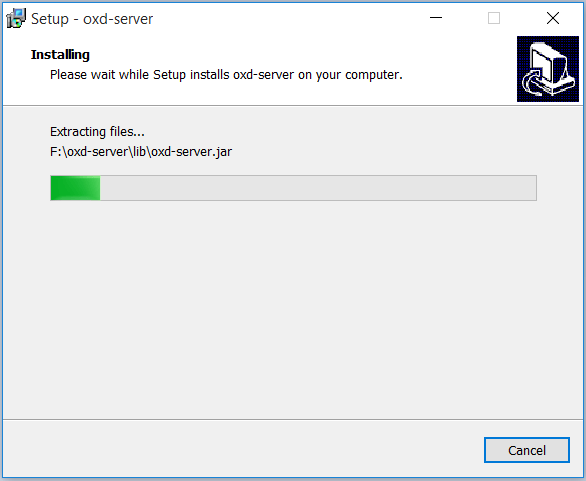 Setup - oxd-server
Installing
Please wait while Setup installs oxd-server on your computer.
Extracting files...
F:\oxd-server\lib\oxd-server.jar
Cancel